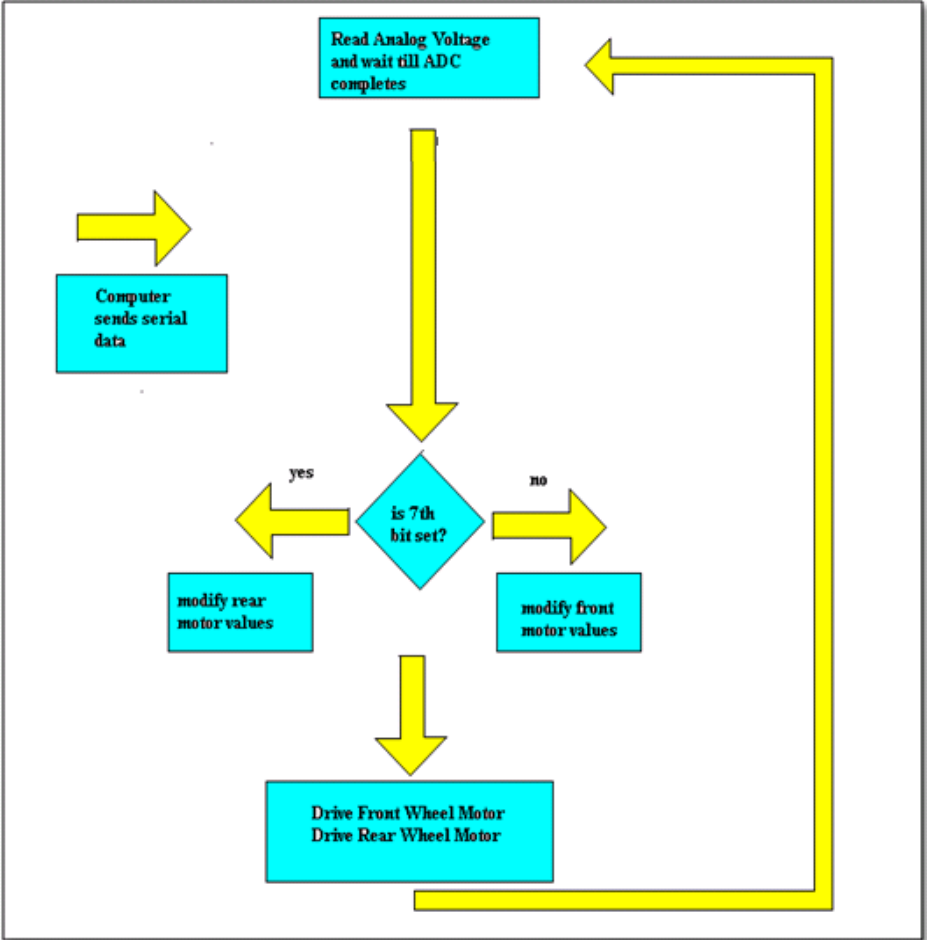 Read Analog Voltage
and wait till ADC
completes
Computer
sends serial
data
yes
no
is 7th
bit set?
modify rear
motor values
modify front
motor values
Drive Front Wheel Motor
Drive Rear Wheel Motor